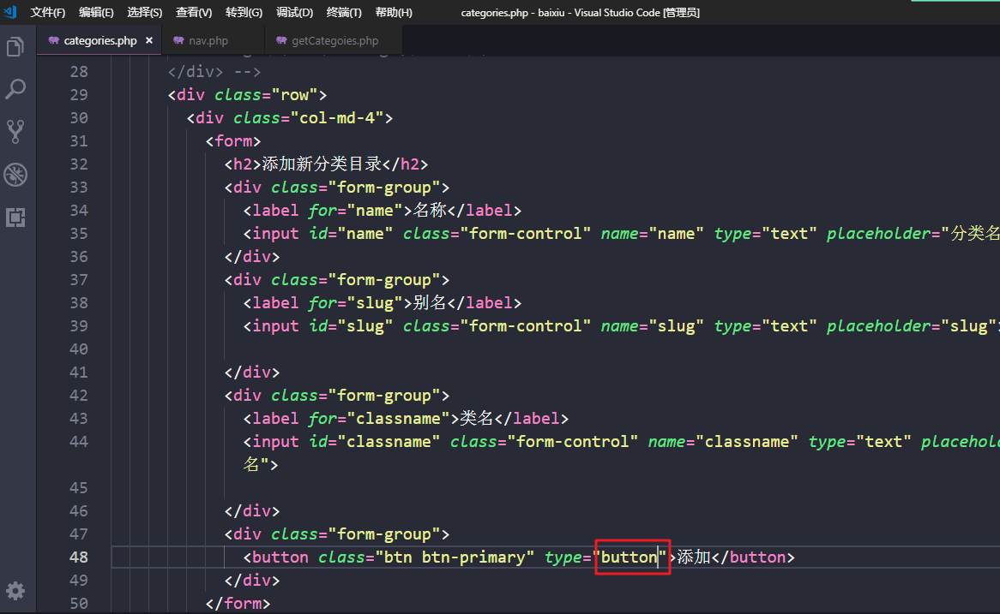 文件(F) 编辑(E) 选择(S) 查看(V) 转到(G) 调试(D) 终端(T) 帮助(H) categories.php - baixiu - Visual Studio Code [管理员]
categories.php × nav.php getCategoies.php
28 </div> -->
29 <div class="row">
30 <div class="col-md-4">
31 <form>
32 <h2>添加新分类目录</h2>
33 <div class="form-group">
34 <label for="name">名称</label>
35 <input id="name" class="form-control" name="name" type="text" placeholder="分类名
36 </div>
37 <div class="form-group">
38 <label for="slug">别名</label>
39 <input id="slug" class="form-control" name="slug" type="text" placeholder="slug">
40
41 </div>
42 <div class="form-group">
43 <label for="classname">类名</label>
44 <input id="classname" class="form-control" name="classname" type="text" placehol
名">
45
46 </div>
47 <div class="form-group">
48 <button class="btn btn-primary" type="button">添加</button>
49 </div>
50 </form>